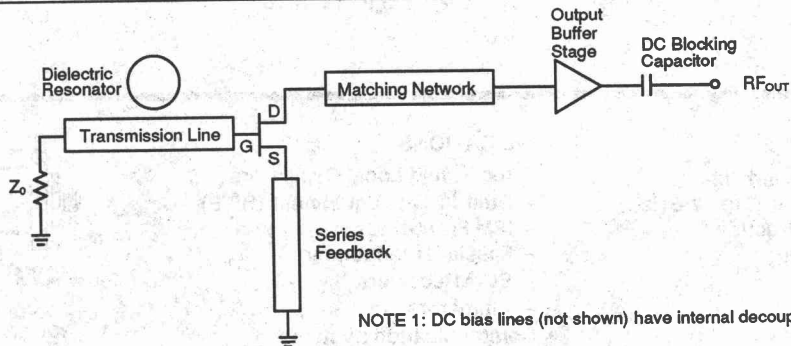 Output
Buffer
Stage
DC Blocking
Capacitor
Dielectric
Resonator
Matching Network
RFOUT
Transmission Line
D
G
S
Z0
Series
Feedback
NOTE 1: DC bias lines (not shown) have internal decoup